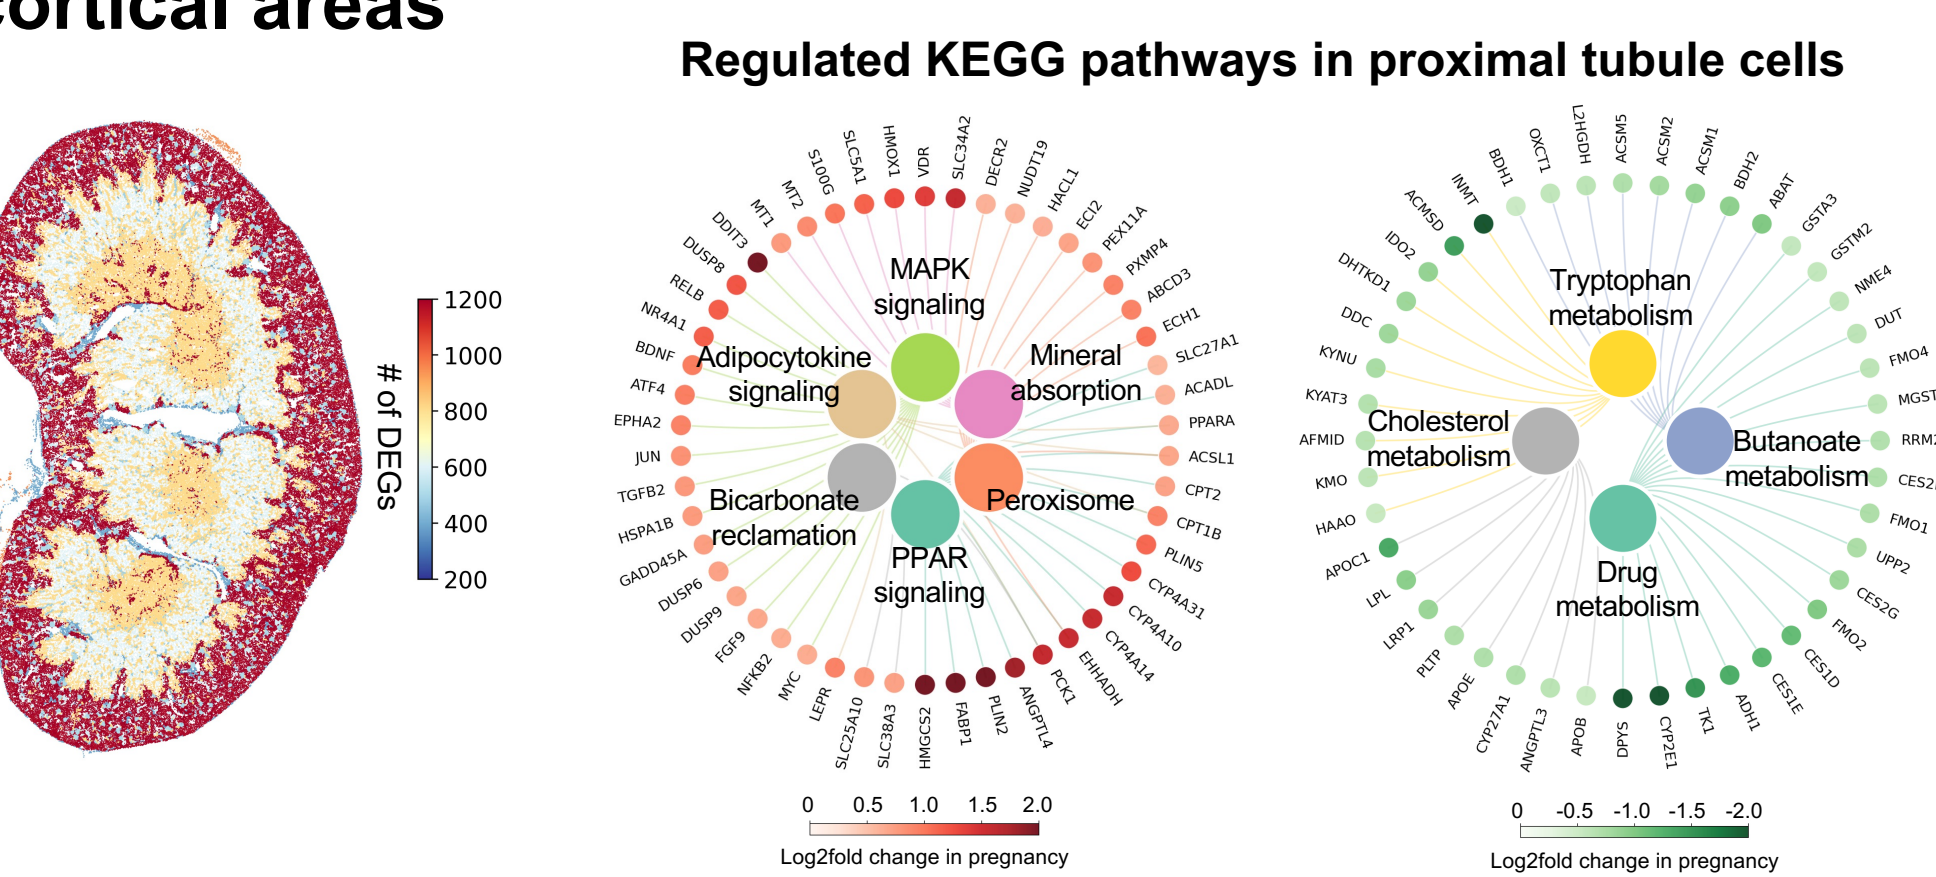 cortical areas
Regulated KEGG pathways in proximal tubule cells
1200
1000
800
600
400
200
# of DEGs
MAPK
signaling
Mineral
absorption
Peroxisome
PPAR
signaling
Bicarbonate
reclamation
Adipocytokine
signaling
VDR
SLC34A2
DECR2
NUDT19
HACL1
ECI2
PEX11A
PXMP4
ABCD3
ECH1
SLC27A1
ACADL
PPARA
ACSL1
CPT2
CPT1B
PLIN5
CYP4A31
CYP4A10
CYP4A14
EHHADH
PCK1
ANGPTL4
PLIN2
FABP1
HMGCS2
SLC38A3
SLC25A10
LEPR
MYC
NFKB2
FGF9
DUSP9
DUSP6
GADD45A
HSPA1B
TGFB2
JUN
EPHA2
ATF4
BDNF
NR4A1
RELB
DUSP8
DDIT3
MT1
MT2
S100G
SLC5A1
HMOX1
0 0.5 1.0 1.5 2.0
Log2fold change in pregnancy
Tryptophan
metabolism
Butanoate
metabolism
Drug
metabolism
Cholesterol
metabolism
ACSM5
ACSM2
ACSM1
BDH2
ABAT
GSTA3
GSTM2
NME4
DUT
FMO4
MGST
RRM2
CES2
FMO1
UPP2
CES2G
FMO2
CES1D
CES1E
ADH1
TK1
CYP2E1
DPYS
APOB
ANGPTL3
CYP27A1
APOE
PLTP
LRP1
LPL
APOC1
HAAO
KMO
AFMID
KYAT3
KYNU
DDC
DHTKD1
IDO2
ACMSD
INMT
BDH1
OXCT1
L2HGDH
0 -0.5 -1.0 -1.5 -2.0
Log2fold change in pregnancy